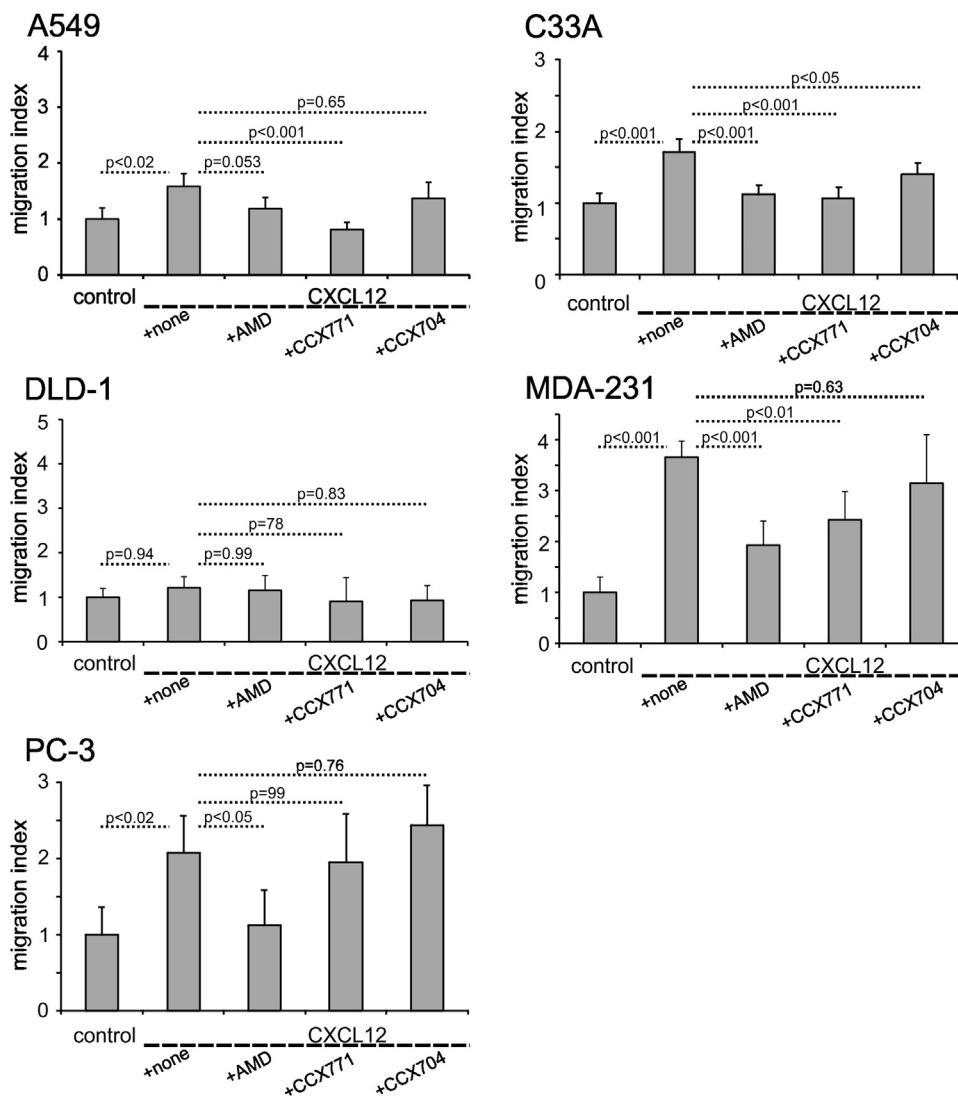 A549
migration index
4
3
2
1
0
p=0.65
p<0.001
p<0.02
p=0.053
control
CXCL12
+none
+AMD
+CCX771
+CCX704
C33A
migration index
3
2
1
0
p<0.05
p<0.001
p<0.001
p<0.001
control
CXCL12
+none
+AMD
+CCX771
+CCX704
DLD-1
migration index
5
4
3
2
1
0
p=0.83
p=78
p=0.94
p=0.99
control
CXCL12
+none
+AMD
+CCX771
+CCX704
MDA-231
migration index
4
3
2
1
0
p=0.63
p<0.01
p<0.001
p<0.001
control
CXCL12
+none
+AMD
+CCX771
+CCX704
PC-3
migration index
3
2
1
0
p=0.76
p=99
p<0.02
p<0.05
control
CXCL12
+none
+AMD
+CCX771
+CCX704